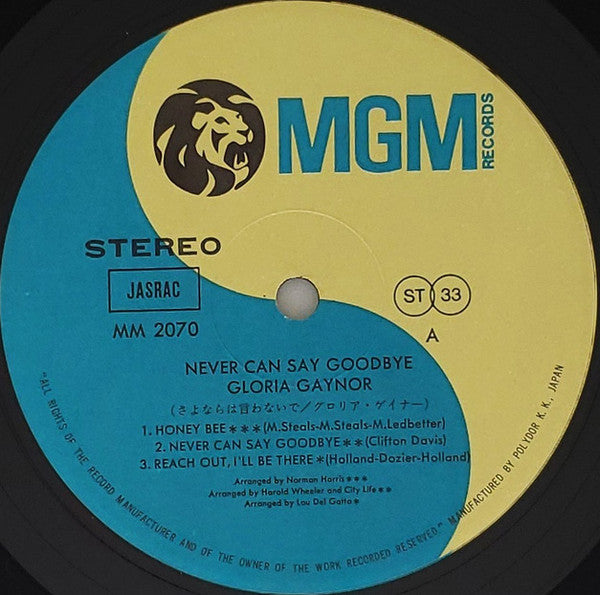 MGM
RECORDS
STEREO
JASRAC
MM 2070
ST 33
A
NEVER CAN SAY GOODBYE
GLORIA GAYNOR
(さよならは言わないで/グロリア・ゲイナー)
1. HONEY BEE*** (M.Steals-M.Steals-M.Ledbetter)
2. NEVER CAN SAY GOODBYE** (Clifton Davis)
3. REACH OUT, I'LL BE THERE* (Holland-Dozier-Holland)
Arranged by Norman Harris***
Arranged by Harold Wheeler and City Life**
Arranged by Lou Del Gatto*
"ALL RIGHTS OF THE RECORD MANUFACTURER AND OF THE OWNER OF THE WORK RECORDED RESERVED." MANUFACTURED BY POLYDOR K. K., JAPAN